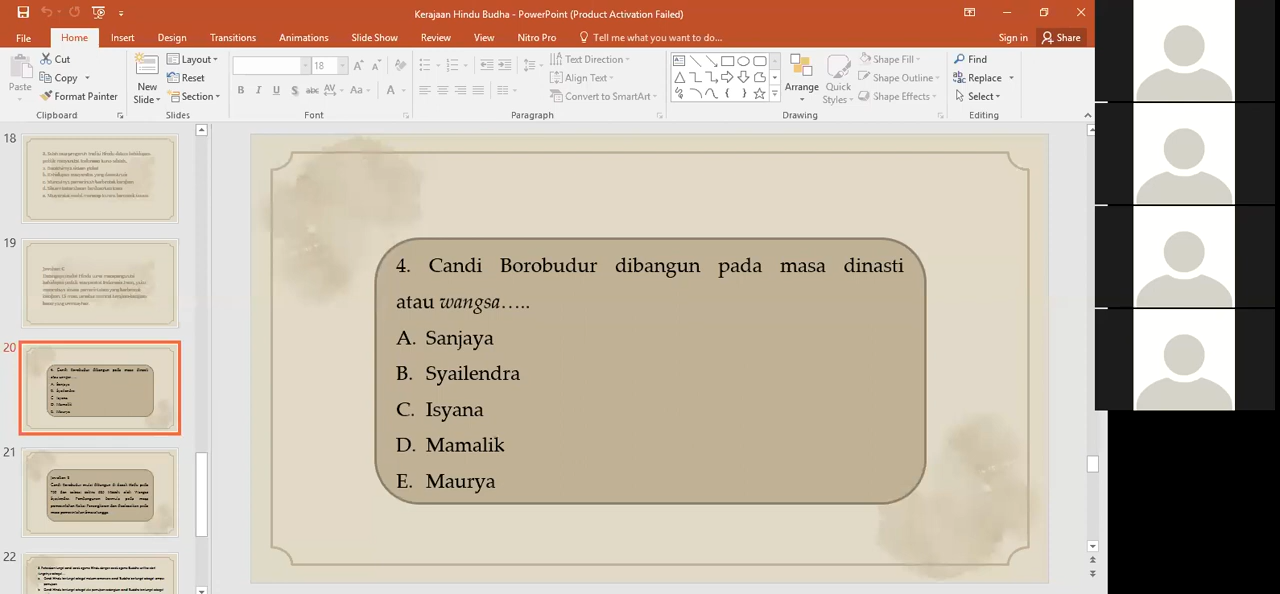 Kerajaan Hindu Budha - PowerPoint (Product Activation Failed)
File Home Insert Design Transitions Animations Slide Show Review View Nitro Pro Tell me what you want to do... Sign in Share
Paste
Cut
Copy
Format Painter
Clipboard
New Slide
Layout
Reset
Section
Slides
18
B I U S abc AV Aa A
Font
Text Direction
Align Text
Convert to SmartArt
Paragraph
Arrange
Quick Styles
Shape Fill
Shape Outline
Shape Effects
Drawing
Find
Replace
Select
Editing
18
19
20
21
22
4. Candi Borobudur dibangun pada masa dinasti
atau wangsa…..
A. Sanjaya
B. Syailendra
C. Isyana
D. Mamalik
E. Maurya